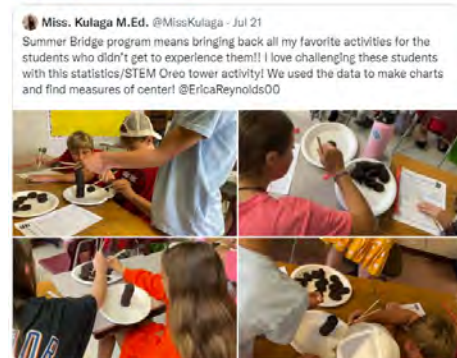 Miss. Kulaga M.Ed. @MissKulaga · Jul 21
Summer Bridge program means bringing back all my favorite activities for the
students who didn't get to experience them!! I love challenging these students
with this statistics/STEM Oreo tower activity! We used the data to make charts
and find measures of center! @EricaReynolds00